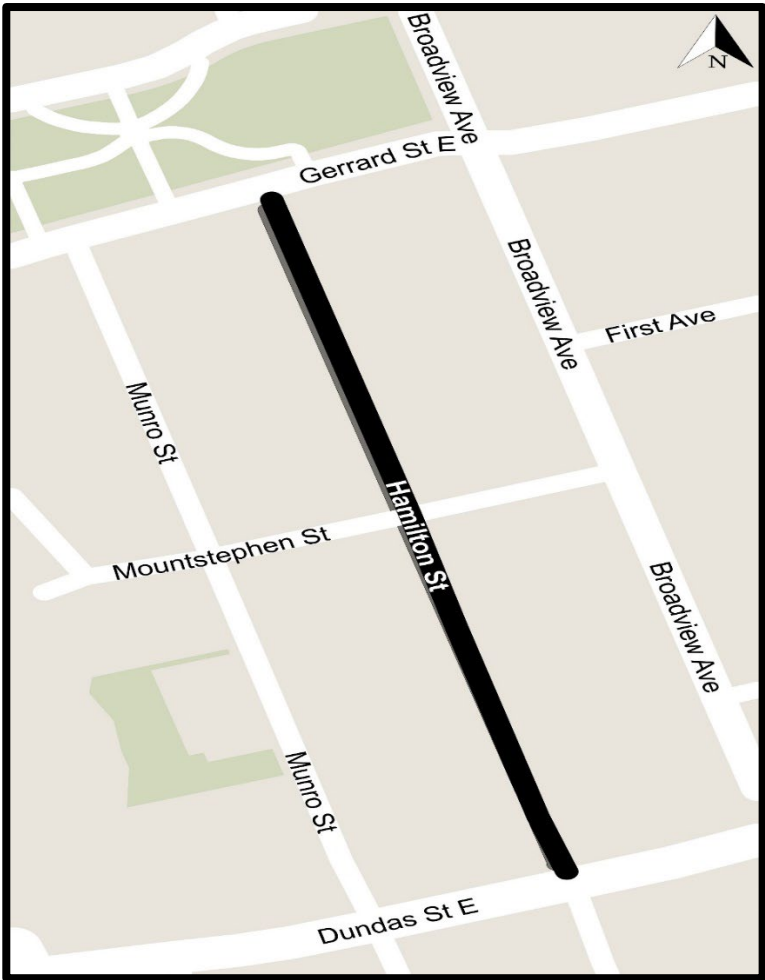 Broadview Ave
N
Gerrard St E
Broadview Ave
First Ave
Munro St
Hamilton St
Mountstephen St
Broadview Ave
Munro St
Dundas St E